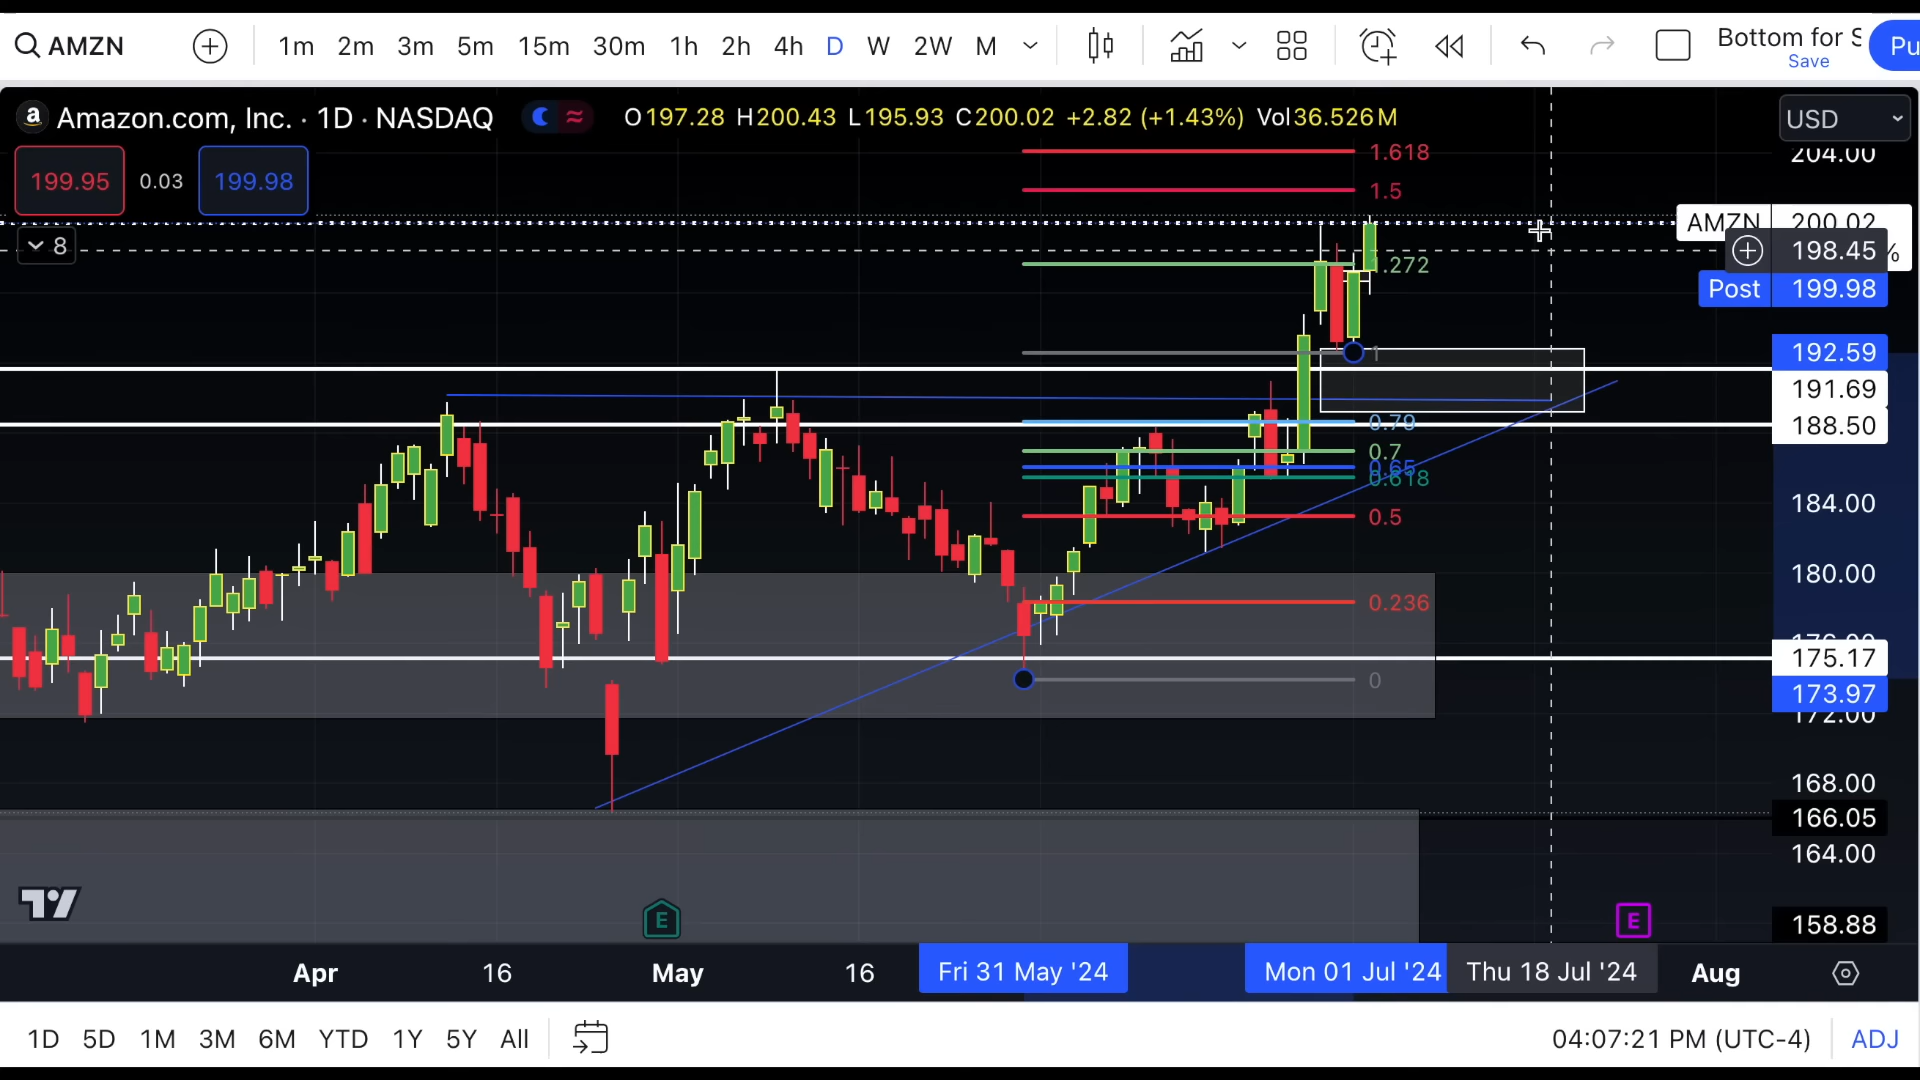 AMZN 1m 2m 3m 5m 15m 30m 1h 2h 4h D W 2W M Bottom for S Pu
Save
Amazon.com, Inc. · 1D · NASDAQ O197.28 H200.43 L195.93 C200.02 +2.82 (+1.43%) Vol36.526M USD
1.618 204.00
199.95 0.03 199.98 1.5
AMZN 200.02
8 198.45 %
1.272
Post 199.98
1 192.59
191.69
0.79 188.50
0.7
0.65
0.618
184.00
0.5
180.00
0.236
176.00
175.17
0 173.97
172.00
168.00
166.05
164.00
E E 158.88
Apr 16 May 16 Fri 31 May '24 Mon 01 Jul '24 Thu 18 Jul '24 Aug
1D 5D 1M 3M 6M YTD 1Y 5Y All 04:07:21 PM (UTC-4) ADJ